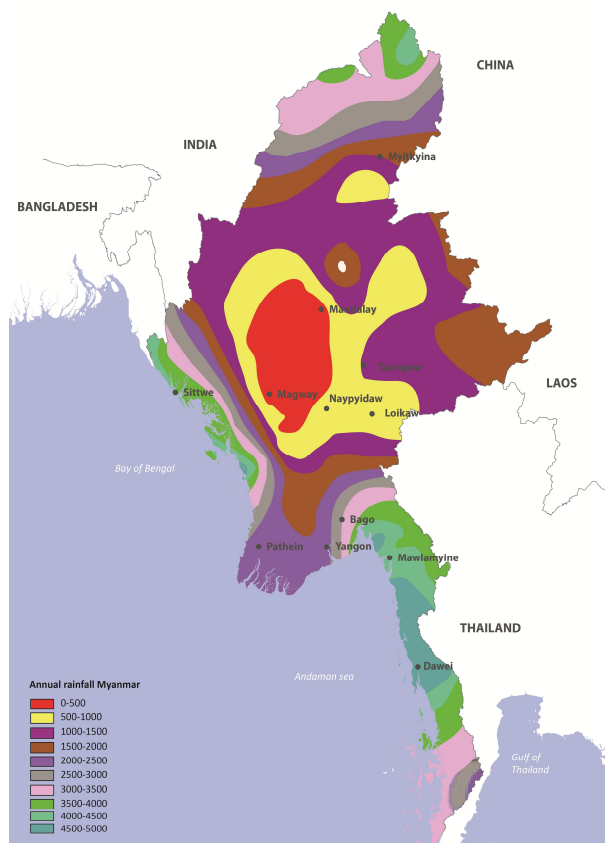 CHINA
INDIA
Myitkyina
BANGLADESH
Mandalay
Taunggyi
LAOS
Magway
Naypyidaw
Sittwe
Loikaw
Bay of Bengal
Bago
Pathein
Yangon
Mawlamyine
THAILAND
Dawei
Andaman sea
Gulf of
Thailand
Annual rainfall Myanmar
0-500
500-1000
1000-1500
1500-2000
2000-2500
2500-3000
3000-3500
3500-4000
4000-4500
4500-5000